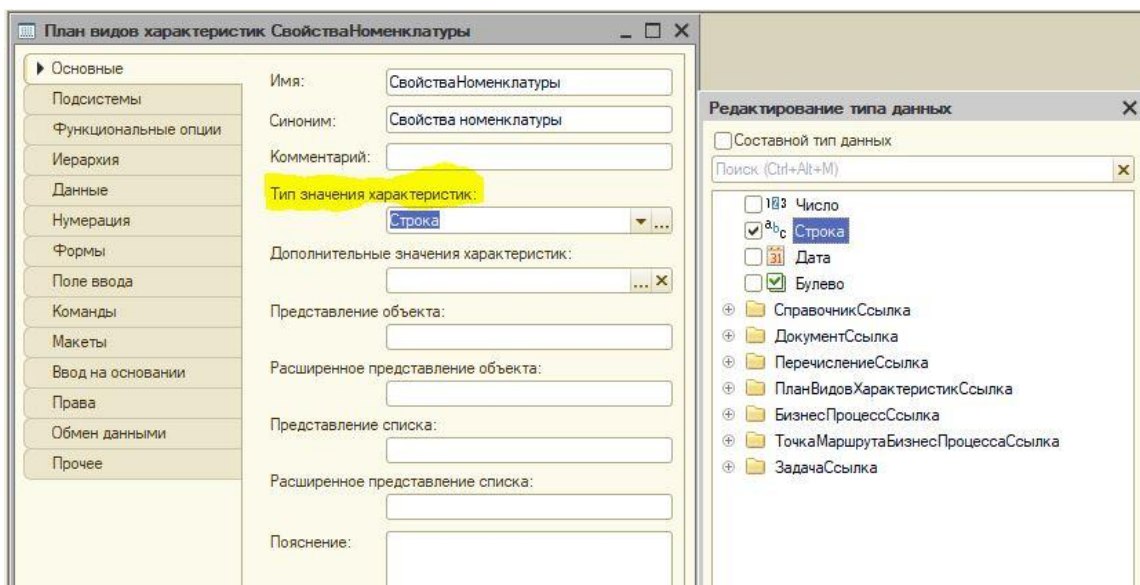 План видов характеристик СвойстваНоменклатуры
Основные
Подсистемы
Функциональные опции
Иерархия
Данные
Нумерация
Формы
Поле ввода
Команды
Макеты
Ввод на основании
Права
Обмен данными
Прочее
Имя: СвойстваНоменклатуры
Синоним: Свойства номенклатуры
Комментарий:
Тип значения характеристик:
Строка
Дополнительные значения характеристик:
Представление объекта:
Расширенное представление объекта:
Представление списка:
Расширенное представление списка:
Пояснение:
Редактирование типа данных
Составной тип данных
Поиск (Ctrl+Alt+M)
Число
Строка
Дата
Булево
СправочникСсылка
ДокументСсылка
ПеречислениеСсылка
ПланВидовХарактеристикСсылка
БизнесПроцессСсылка
ТочкаМаршрутаБизнесПроцессаСсылка
ЗадачаСсылка